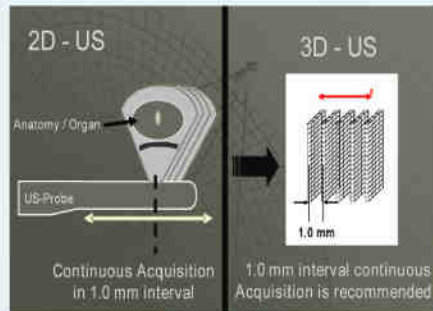 2D - US
Anatomy / Organ
US-Probe
Continuous Acquisition
in 1.0 mm interval
3D - US
1.0 mm
1.0 mm interval continuous
Acquisition is recommended